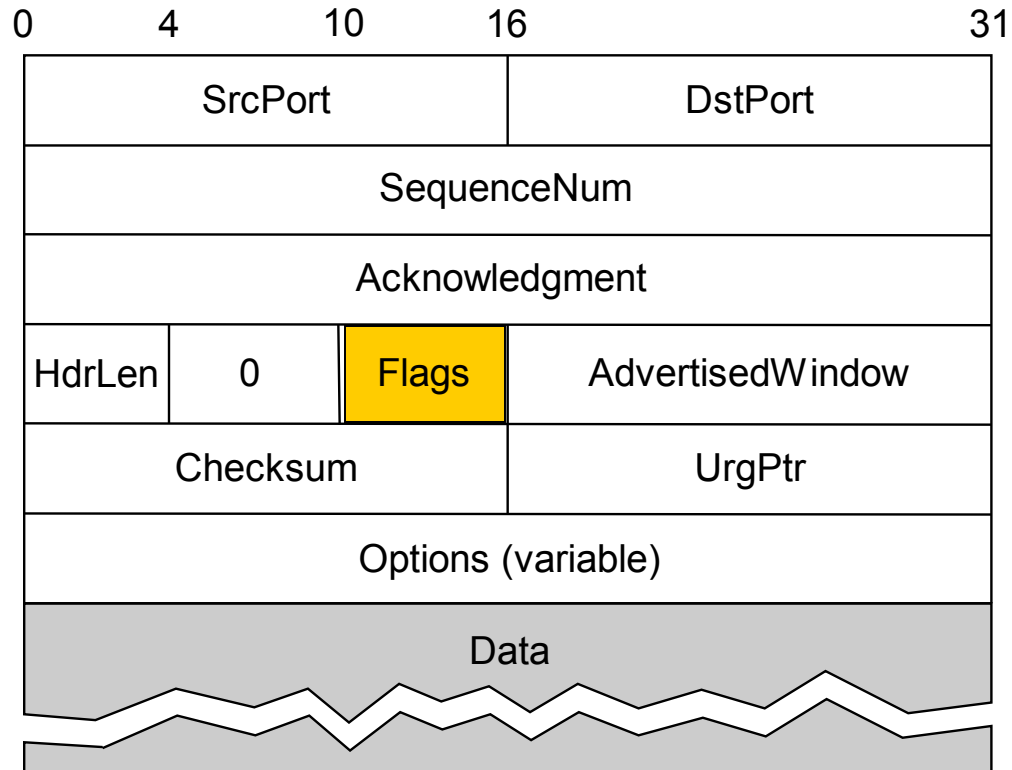 0 4 10 16 31
SrcPort DstPort
SequenceNum
Acknowledgment
HdrLen 0 Flags AdvertisedWindow
Checksum UrgPtr
Options (variable)
Data